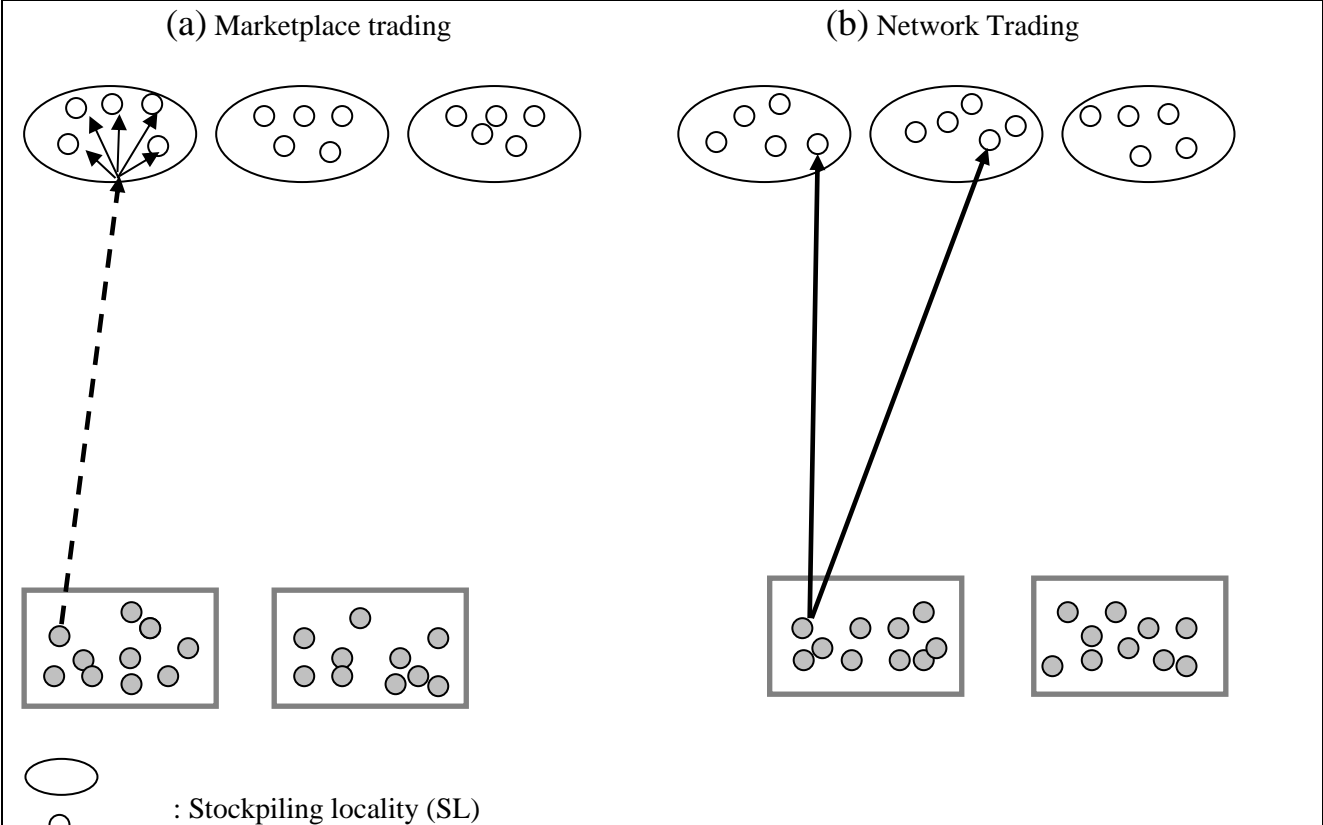 (a) Marketplace trading
(b) Network Trading
: Stockpiling locality (SL)